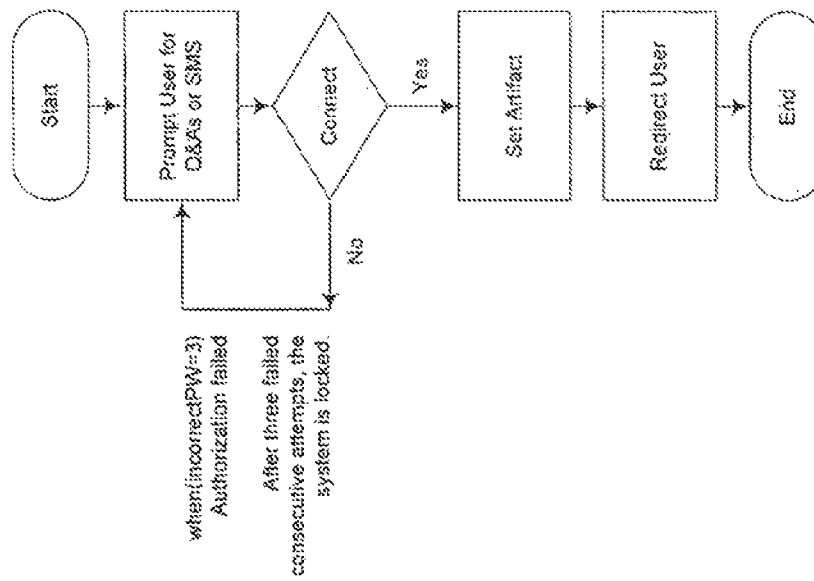 Start
Prompt User for
Q&As or SMS
Connect
No
Yes
Set Artifact
Redirect User
End
when(incorrectPW=3)
Authorization failed
After three failed
consecutive attempts, the
system is locked.